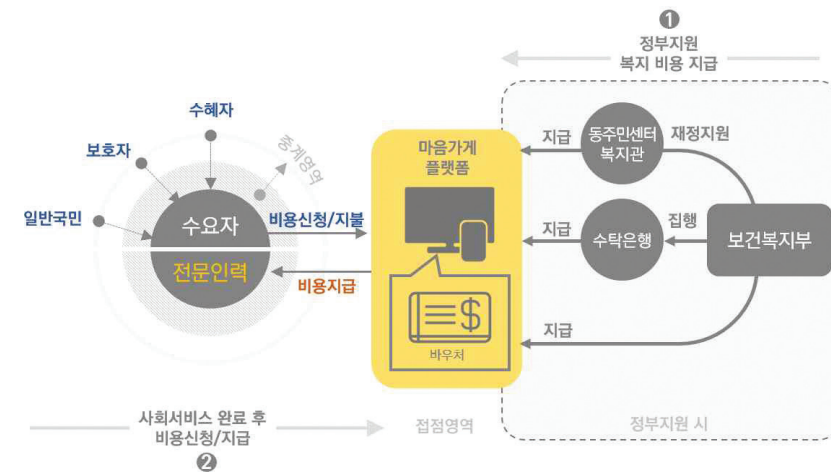 ❶
정부지원
복지 비용 지급
수혜자
보호자
중계영역
일반국민
수요자
전문인력
비용신청/지불
비용지급
마음가게
플랫폼
$
바우처
지급
동주민센터
복지관
재정지원
지급
수탁은행
집행
보건복지부
지급
사회서비스 완료 후
비용신청/지급
❷
접점영역
정부지원 시